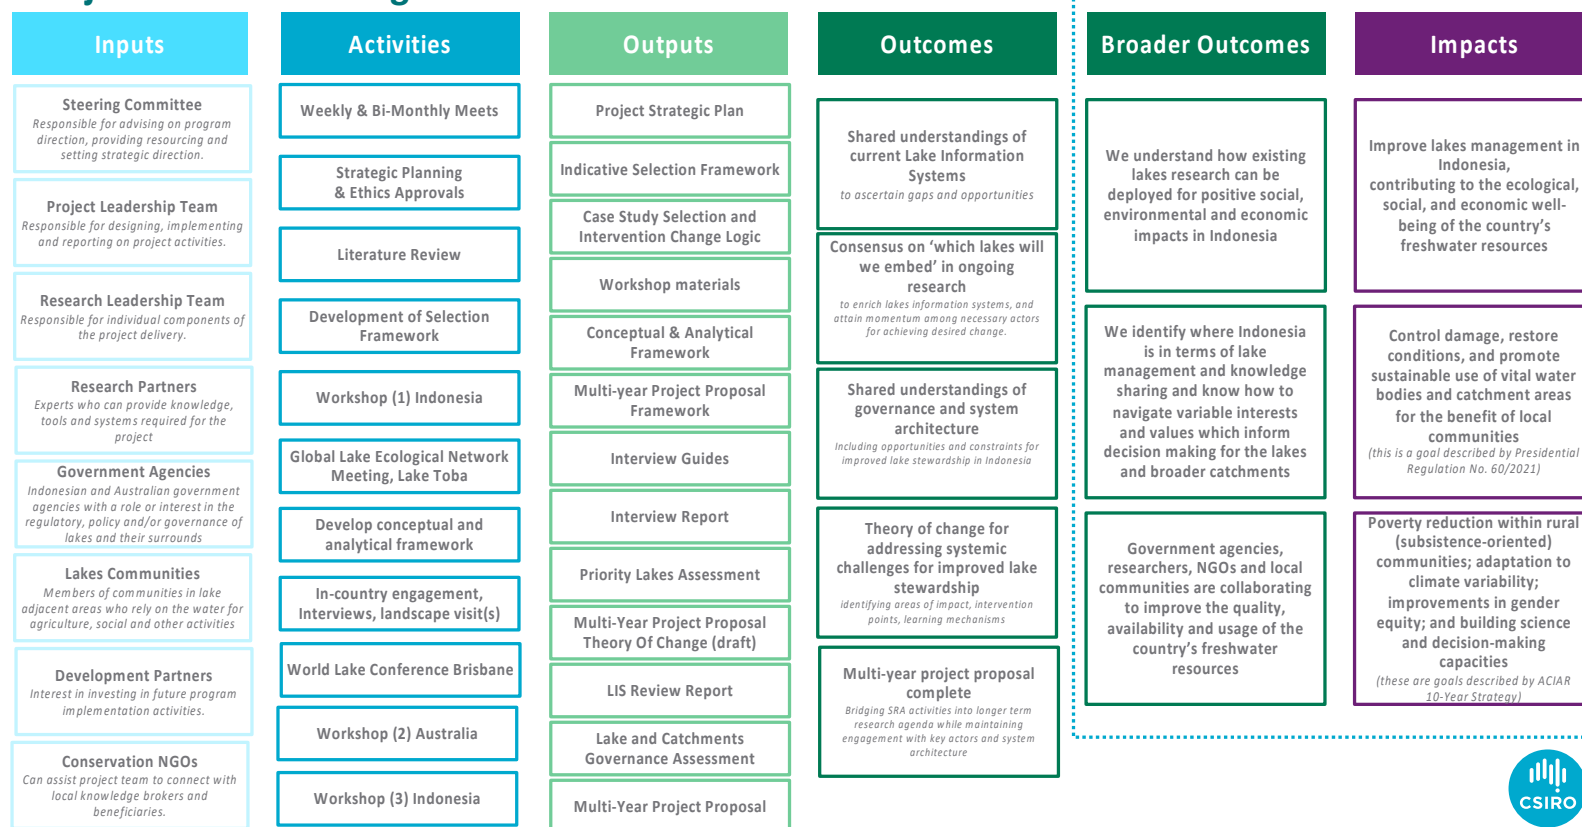 Inputs
Steering Committee
Responsible for advising on program
direction, providing resourcing and
setting strategic direction.
Project Leadership Team
Responsible for designing, implementing
and reporting on project activities.
Research Leadership Team
Responsible for individual components of
the project delivery.
Research Partners
Experts who can provide knowledge,
tools and systems required for the
project
Government Agencies
Indonesian and Australian government
agencies with a role or interest in the
regulatory, policy and/or governance of
lakes and their surrounds
Lakes Communities
Members of communities in lake
adjacent areas who rely on the water for
agriculture, social and other activities
Development Partners
Interest in investing in future program
implementation activities.
Conservation NGOs
Can assist project team to connect with
local knowledge brokers and
beneficiaries.
Activities
Weekly & Bi-Monthly Meets
Strategic Planning
& Ethics Approvals
Literature Review
Development of Selection
Framework
Workshop (1) Indonesia
Global Lake Ecological Network
Meeting, Lake Toba
Develop conceptual and
analytical framework
In-country engagement,
Interviews, landscape visit(s)
World Lake Conference Brisbane
Workshop (2) Australia
Workshop (3) Indonesia
Outputs
Project Strategic Plan
Indicative Selection Framework
Case Study Selection and
Intervention Change Logic
Workshop materials
Conceptual & Analytical
Framework
Multi-year Project Proposal
Framework
Interview Guides
Interview Report
Priority Lakes Assessment
Multi-Year Project Proposal
Theory Of Change (draft)
LIS Review Report
Lake and Catchments
Governance Assessment
Multi-Year Project Proposal
Outcomes
Shared understandings of
current Lake Information
Systems
to ascertain gaps and opportunities
Consensus on ‘which lakes will
we embed’ in ongoing
research
to enrich lakes information systems, and
attain momentum among necessary actors
for achieving desired change.
Shared understandings of
governance and system
architecture
Including opportunities and constraints for
improved lake stewardship in Indonesia
Theory of change for
addressing systemic
challenges for improved lake
stewardship
identifying areas of impact, intervention
points, learning mechanisms
Multi-year project proposal
complete
Bridging SRA activities into longer term
research agenda while maintaining
engagement with key actors and system
architecture
Broader Outcomes
We understand how existing
lakes research can be
deployed for positive social,
environmental and economic
impacts in Indonesia
We identify where Indonesia
is in terms of lake
management and knowledge
sharing and know how to
navigate variable interests
and values which inform
decision making for the lakes
and broader catchments
Government agencies,
researchers, NGOs and local
communities are collaborating
to improve the quality,
availability and usage of the
country’s freshwater
resources
Impacts
Improve lakes management in
Indonesia,
contributing to the ecological,
social, and economic well-
being of the country’s
freshwater resources
Control damage, restore
conditions, and promote
sustainable use of vital water
bodies and catchment areas
for the benefit of local
communities
(this is a goal described by Presidential
Regulation No. 60/2021)
Poverty reduction within rural
(subsistence-oriented)
communities; adaptation to
climate variability;
improvements in gender
equity; and building science
and decision-making
capacities
(these are goals described by ACIAR
10-Year Strategy)
CSIRO